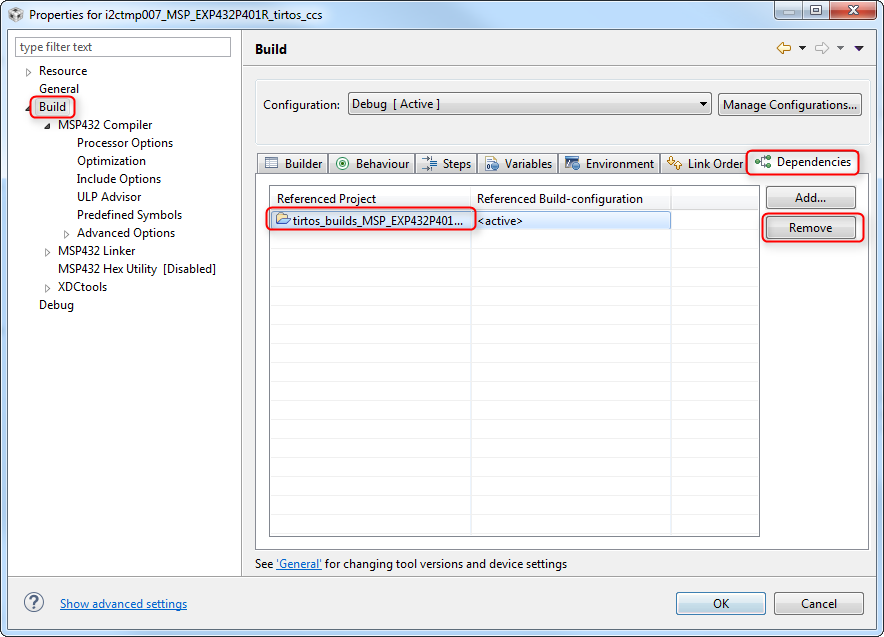 Properties for i2ctmp007_MSP_EXP432P401R_tirtos_ccs
type filter text
Resource
General
Build
MSP432 Compiler
Processor Options
Optimization
Include Options
ULP Advisor
Predefined Symbols
Advanced Options
MSP432 Linker
MSP432 Hex Utility [Disabled]
XDCtools
Debug
Build
Configuration: Debug [ Active ] Manage Configurations...
Builder Behaviour Steps Variables Environment Link Order Dependencies
Referenced Project Referenced Build-configuration
tirtos_builds_MSP_EXP432P401... <active>
Add...
Remove
See 'General' for changing tool versions and device settings
? Show advanced settings
OK Cancel